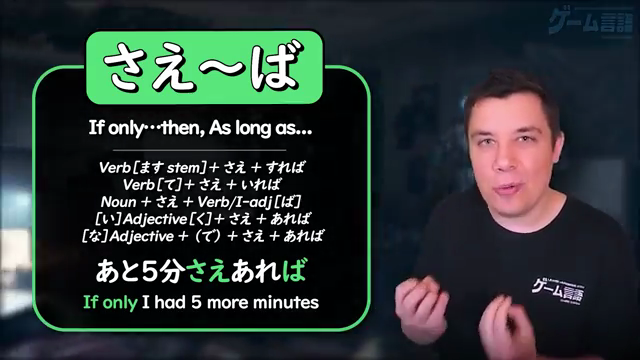 ゲーム言語
さえ～ば
If only…then, As long as...
Verb[ます stem]+ さえ + すれば
Verb[て]+ さえ + いれば
Noun + さえ + Verb/I-adj[ば]
[い]Adjective[く]+ さえ + あれば
[な]Adjective +（で）+ さえ + あれば
あと5分さえあれば
If only I had 5 more minutes
ゲーム言語